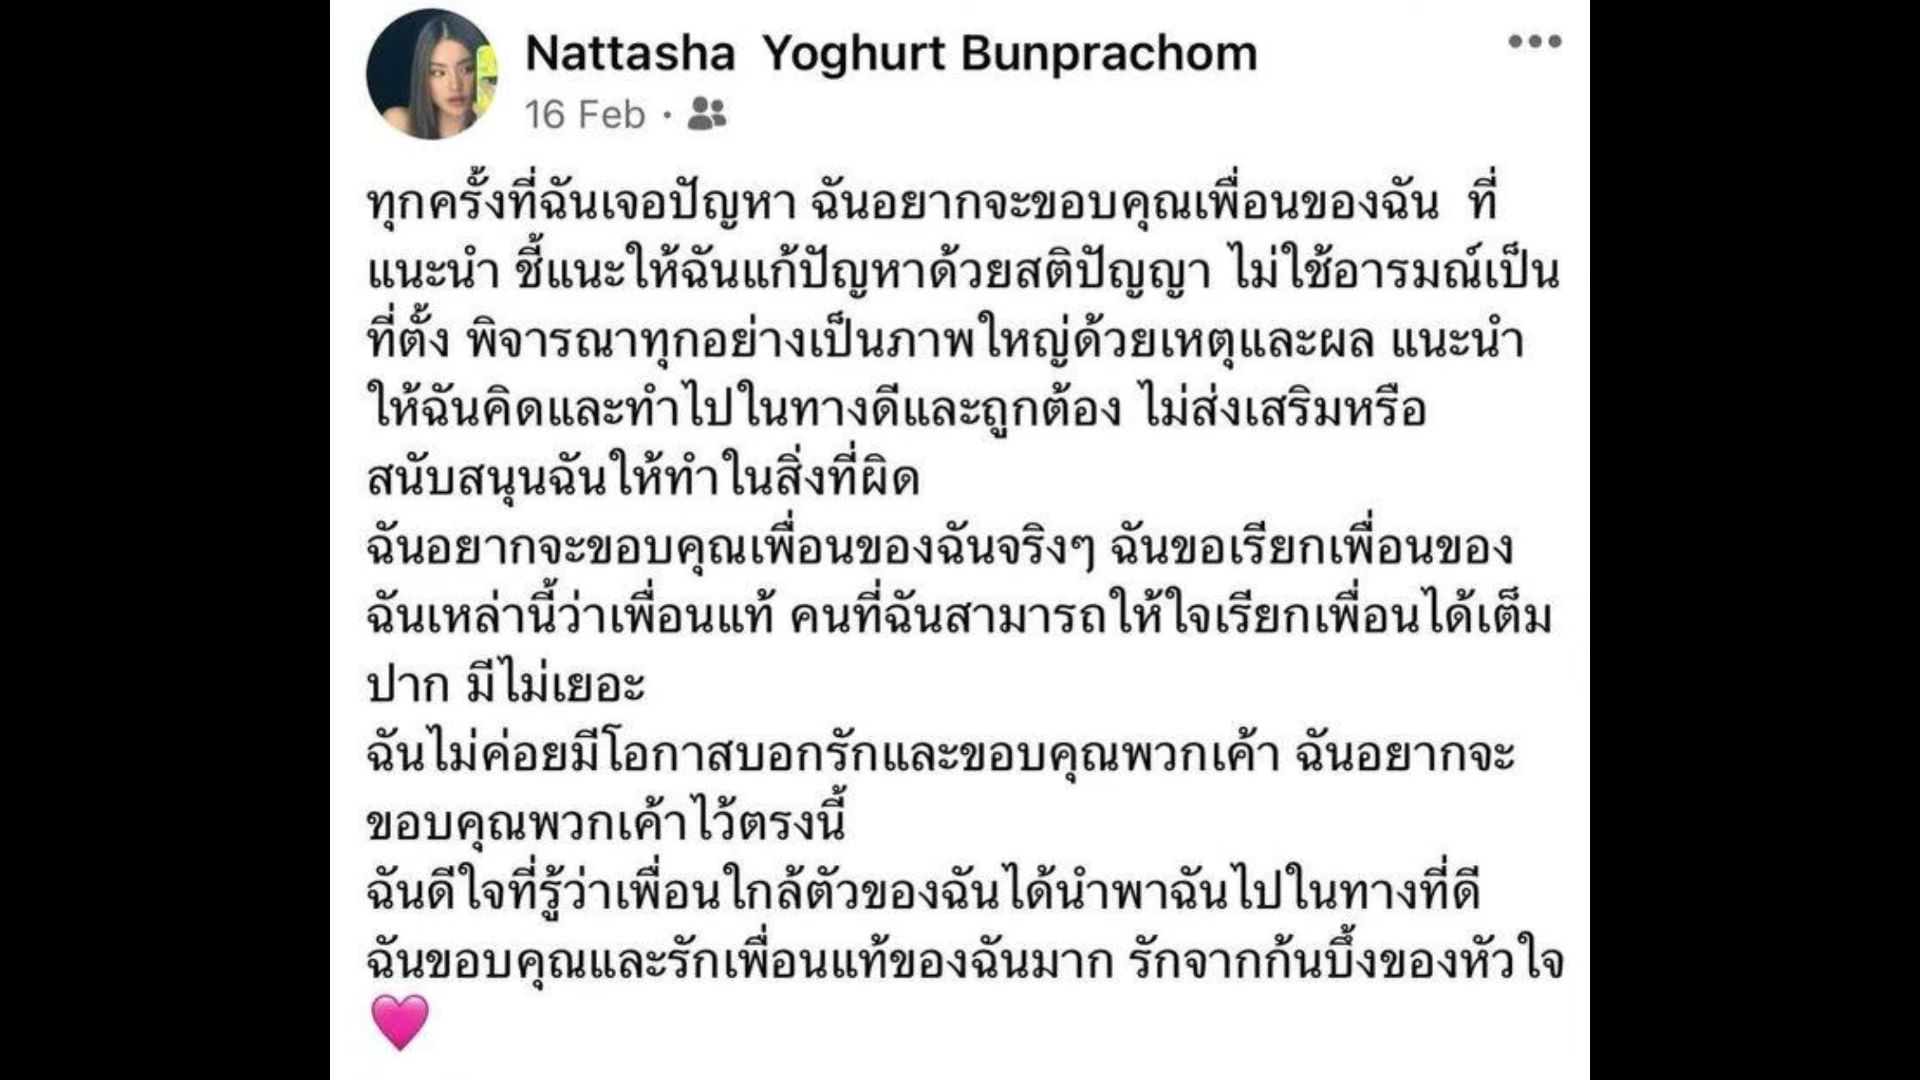 Nattasha Yoghurt Bunprachom
16 Feb
ทุกครั้งที่ฉันเจอปัญหา ฉันอยากจะขอบคุณเพื่อนของฉัน ที่
แนะนำ ชี้แนะให้ฉันแก้ปัญหาด้วยสติปัญญา ไม่ใช้อารมณ์เป็น
ที่ตั้ง พิจารณาทุกอย่างเป็นภาพใหญ่ด้วยเหตุและผล แนะนำ
ให้ฉันคิดและทำไปในทางดีและถูกต้อง ไม่ส่งเสริมหรือ
สนับสนุนฉันให้ทำในสิ่งที่ผิด
ฉันอยากจะขอบคุณเพื่อนของฉันจริงๆ ฉันขอเรียกเพื่อนของ
ฉันเหล่านี้ว่าเพื่อนแท้ คนที่ฉันสามารถให้ใจเรียกเพื่อนได้เต็ม
ปาก มีไม่เยอะ
ฉันไม่ค่อยมีโอกาสบอกรักและขอบคุณพวกเค้า ฉันอยากจะ
ขอบคุณพวกเค้าไว้ตรงนี้
ฉันดีใจที่รู้ว่าเพื่อนใกล้ตัวของฉันได้นำพาฉันไปในทางที่ดี
ฉันขอบคุณและรักเพื่อนแท้ของฉันมาก รักจากก้นบึ้งของหัวใจ